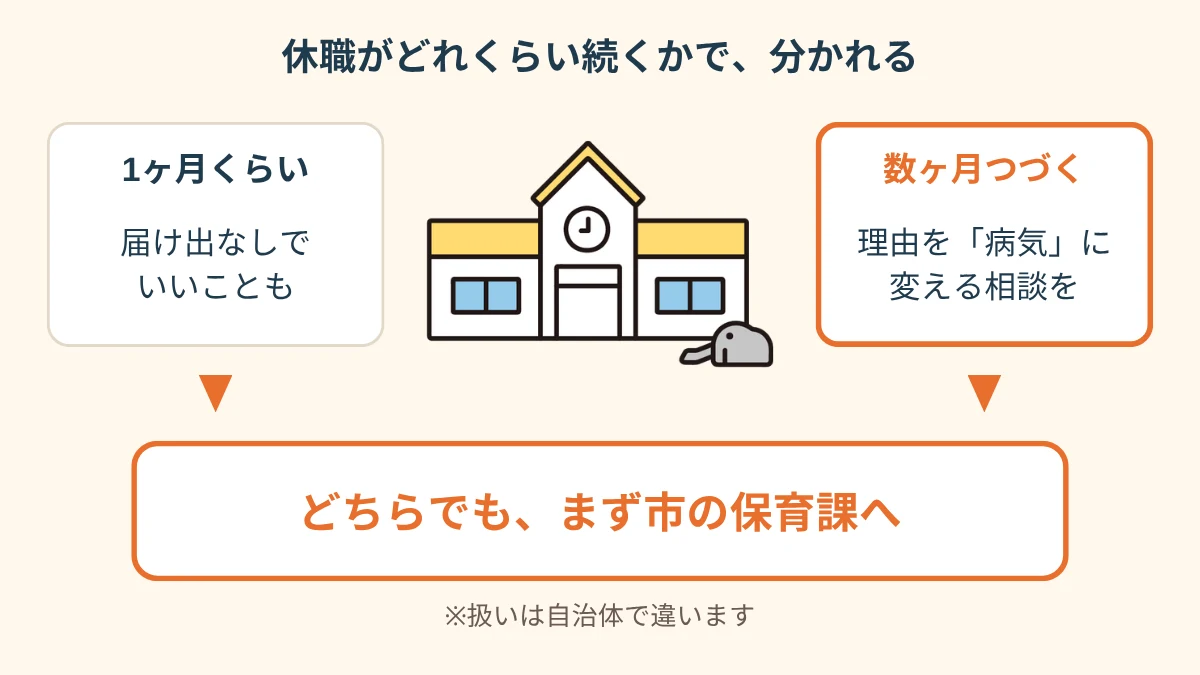 休職がどれくらい続くかで、分かれる
1ヶ月くらい
届け出なしで
いいことも
数ヶ月つづく
理由を「病気」に
変える相談を
どちらでも、まず市の保育課へ
※扱いは自治体で違います